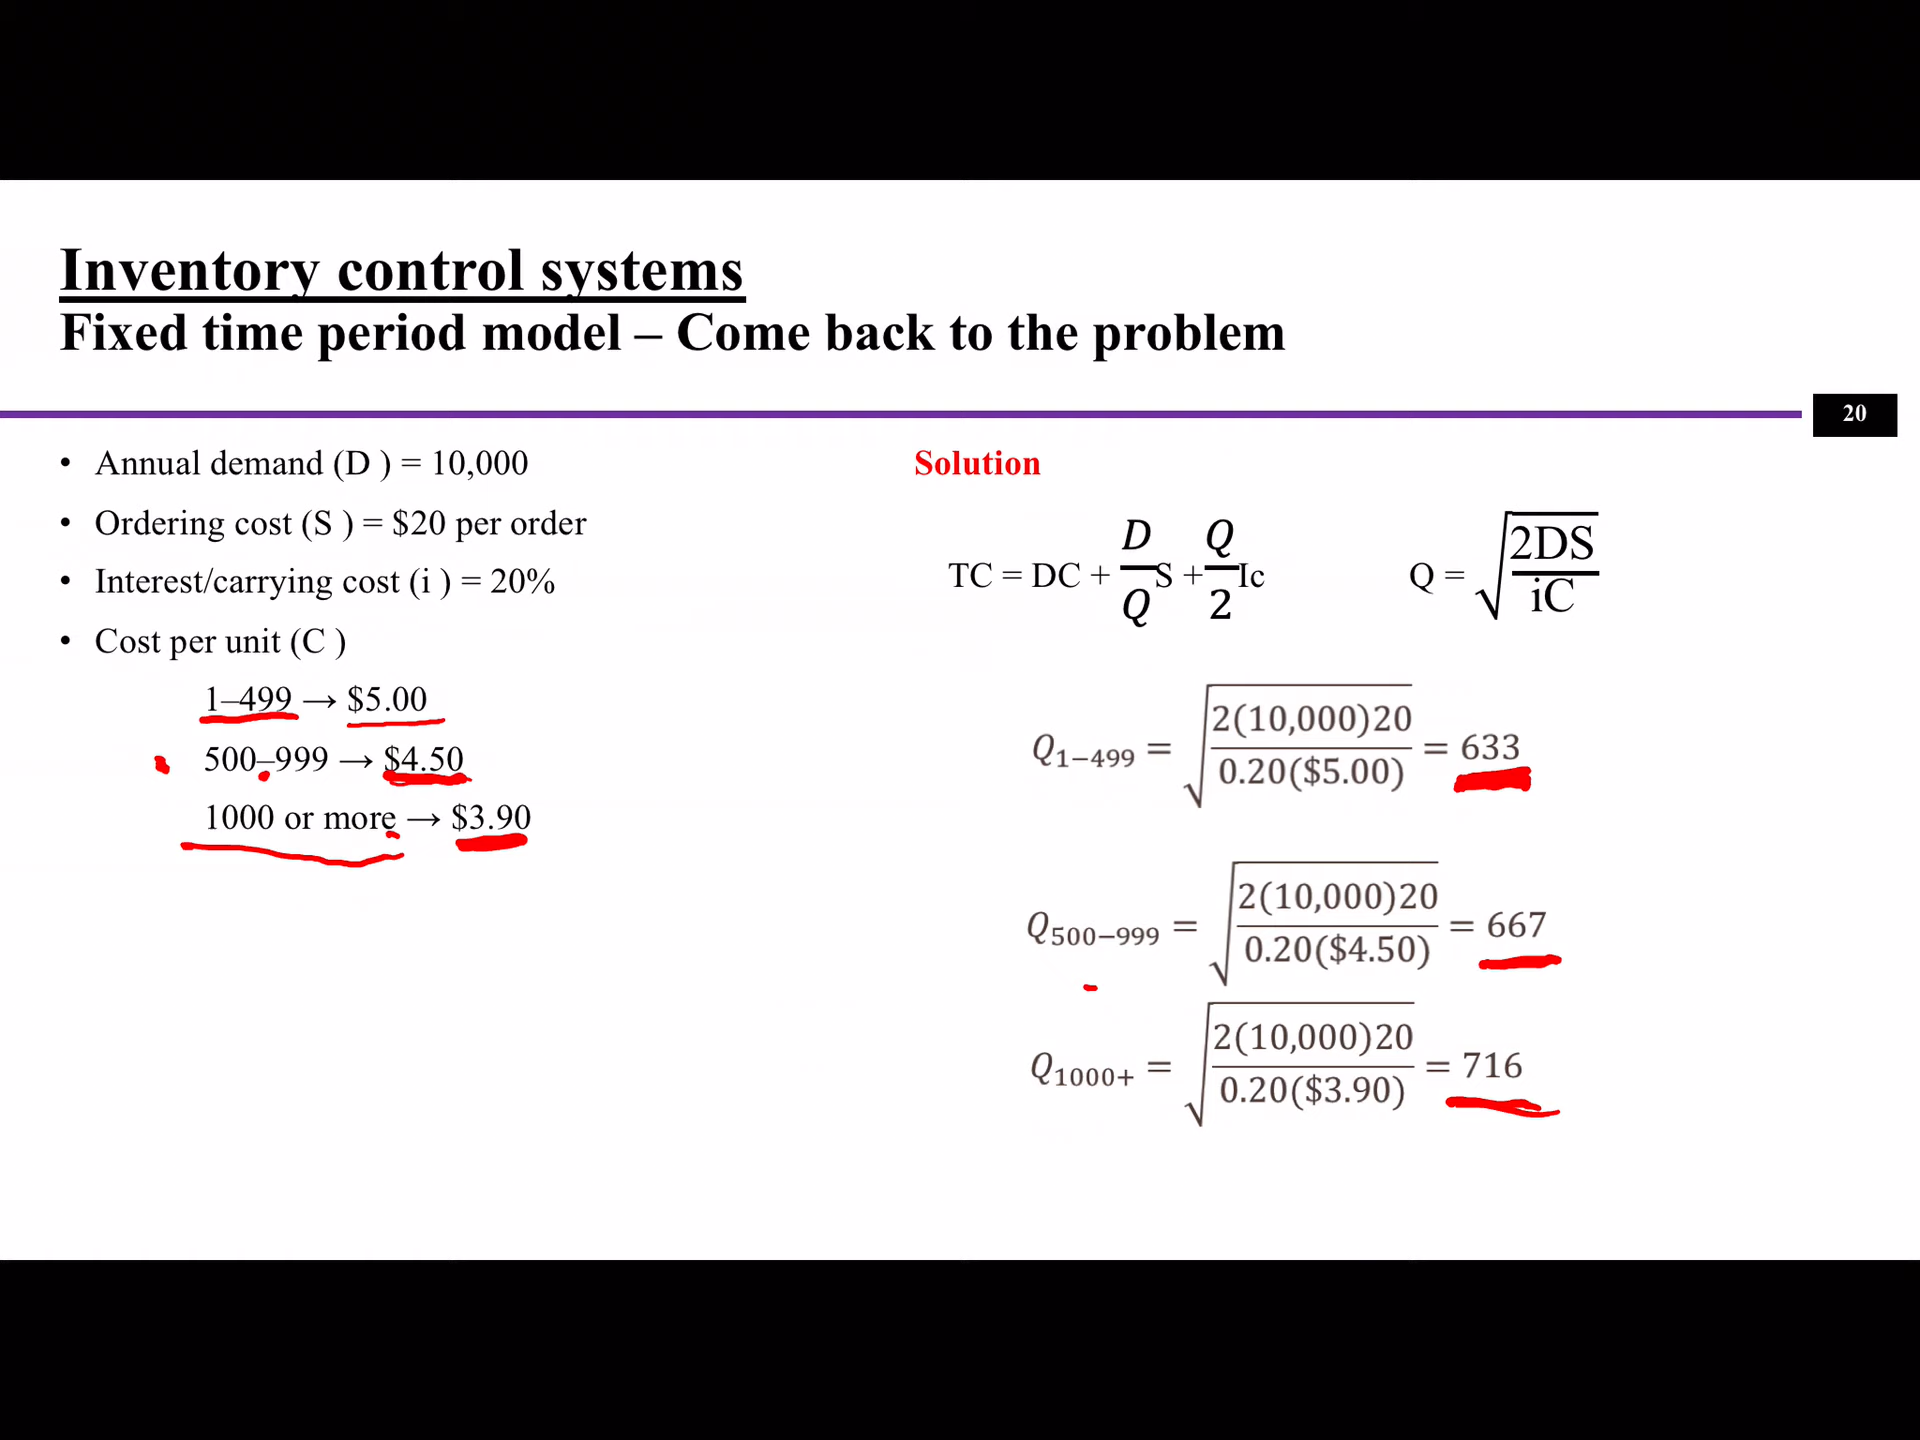 Inventory control systems
Fixed time period model – Come back to the problem
20
• Annual demand (D ) = 10,000
• Ordering cost (S ) = $20 per order
• Interest/carrying cost (i ) = 20%
• Cost per unit (C )
1–499 → $5.00
500–999 → $4.50
1000 or more → $3.90
Solution
TC = DC + D/Q S + Q/2 Ic
Q = √(2DS/iC)
Q₁₋₄₉₉ = √(2(10,000)20/0.20($5.00)) = 633
Q₅₀₀₋₉₉₉ = √(2(10,000)20/0.20($4.50)) = 667
Q₁₀₀₀₊ = √(2(10,000)20/0.20($3.90)) = 716